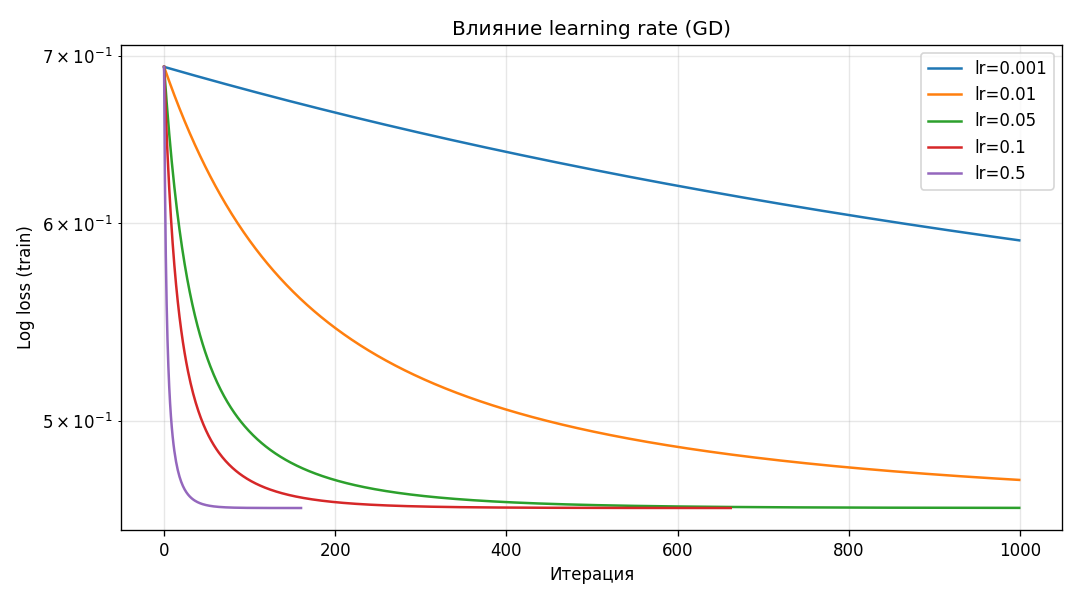 Влияние learning rate (GD)
Log loss (train)
7 × 10⁻¹
6 × 10⁻¹
5 × 10⁻¹
lr=0.001
lr=0.01
lr=0.05
lr=0.1
lr=0.5
0 200 400 600 800 1000
Итерация